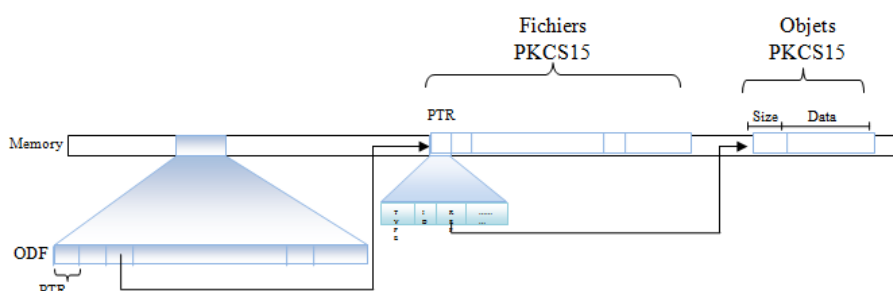 Fichiers
PKCS15
Objets
PKCS15
PTR
Size Data
Memory
T
Y
P
E
I
D
R
E
F
........
...
ODF
PTR